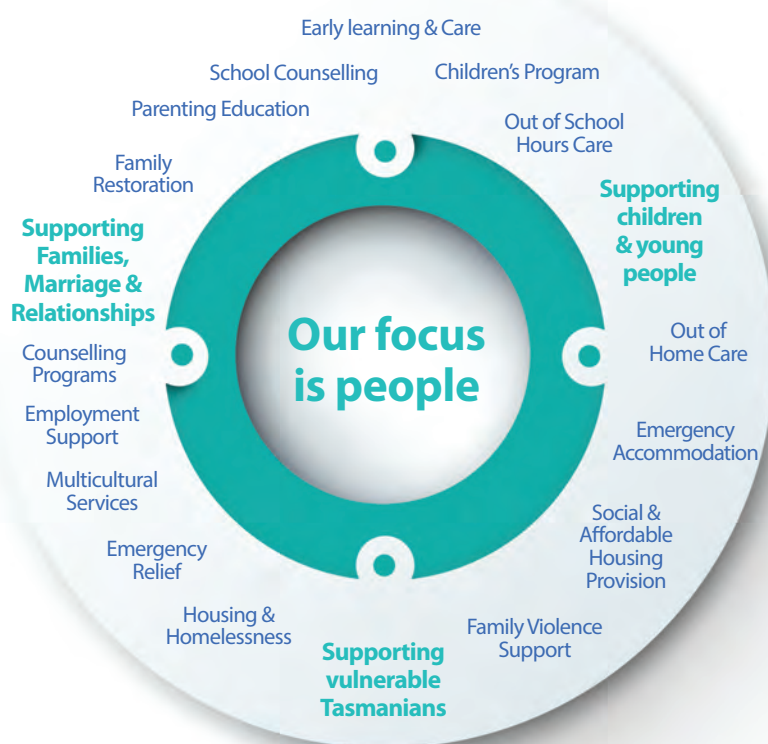 Early learning & Care
School Counselling
Children's Program
Parenting Education
Out of School
Hours Care
Family
Restoration
Supporting
children
& young
people
Supporting
Families,
Marriage &
Relationships
Our focus
is people
Out of
Home Care
Counselling
Programs
Employment
Support
Emergency
Accommodation
Multicultural
Services
Social &
Affordable
Housing
Provision
Emergency
Relief
Housing &
Homelessness
Family Violence
Support
Supporting
vulnerable
Tasmanians